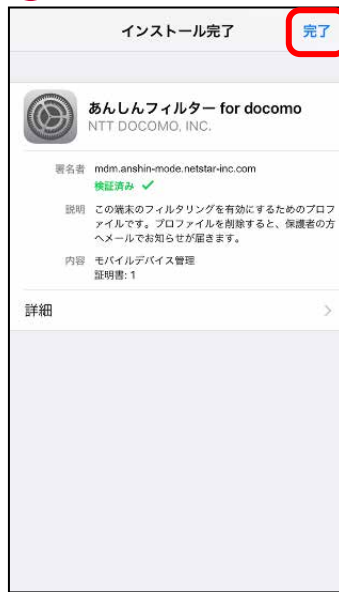 インストール完了
完了
あんしんフィルター for docomo
NTT DOCOMO, INC.
署名者 mdm.anshin-mode.netstar-inc.com
検証済み ✓
説明 この端末のフィルタリングを有効にするためのプロフ
ァイルです。プロファイルを削除すると、保護者の方
へメールでお知らせが届きます。
内容 モバイルデバイス管理
証明書: 1
詳細